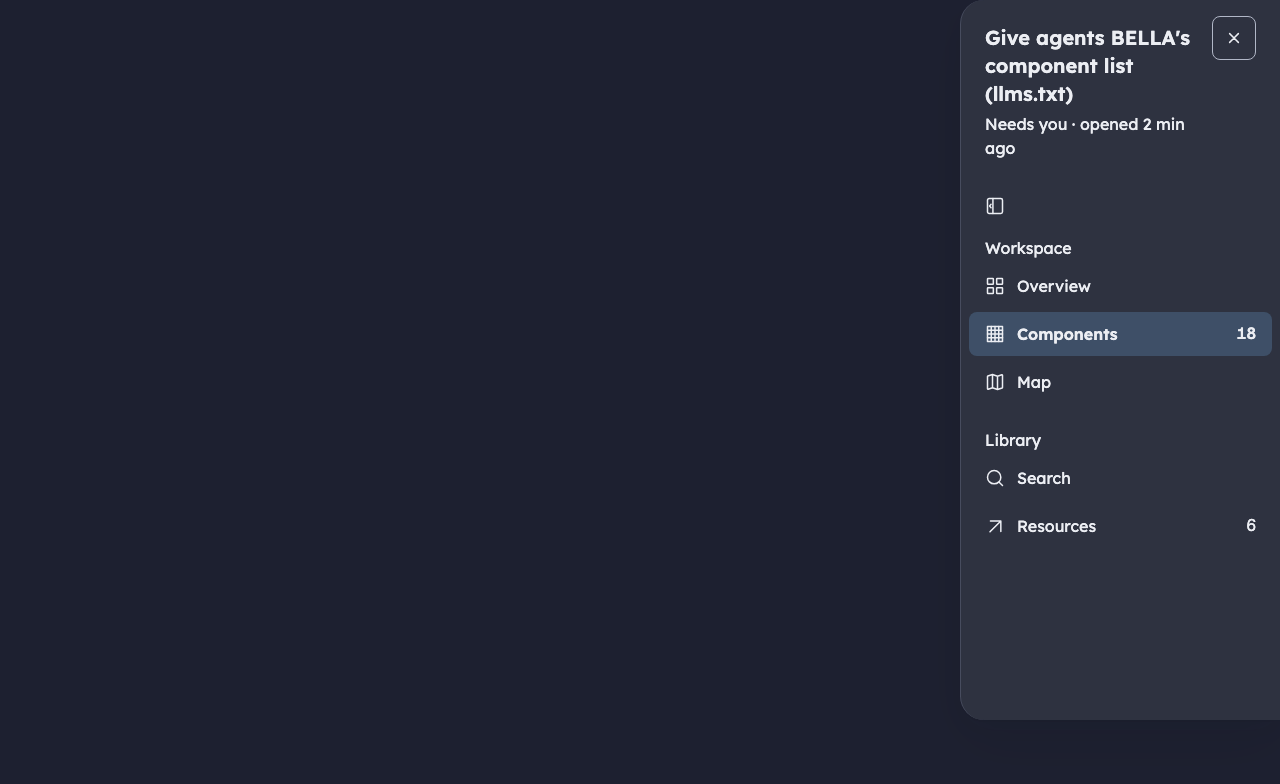 Give agents BELLA's
component list
(llms.txt)
Needs you · opened 2 min
ago
Workspace
Overview
Components 18
Map
Library
Search
Resources 6